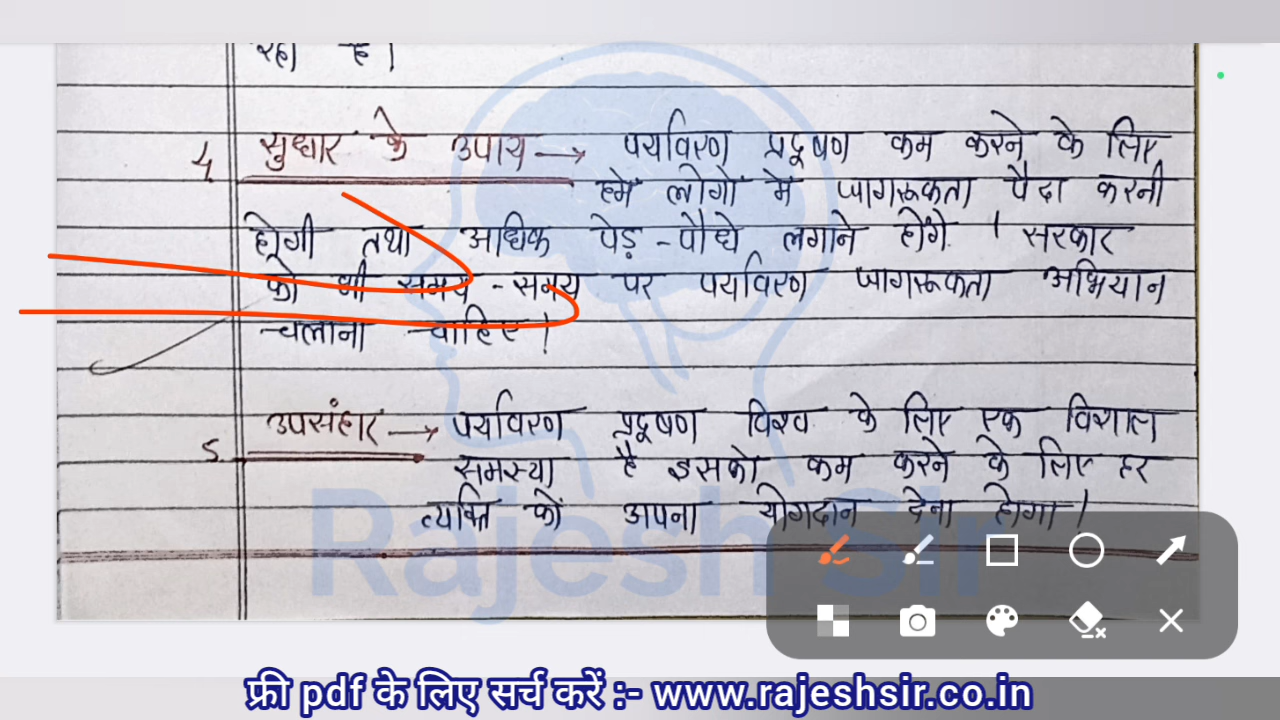 रहा है।
4. सुधार के उपाय → पर्यावरण प्रदूषण कम करने के लिए
हमें लोगों में जागरूकता पैदा करनी
होगी तथा अधिक पेड़ - पौधे लगाने होंगे । सरकार
को भी समय - समय पर पर्यावरण जागरूकता अभियान
चलाना चाहिए।
5. उपसंहार → पर्यावरण प्रदूषण विश्व के लिए एक विशाल
समस्या है इसको कम करने के लिए हर
व्यक्ति को अपना योगदान देना होगा।
Rajesh Sir
फ्री pdf के लिए सर्च करें :- www.rajeshsir.co.in